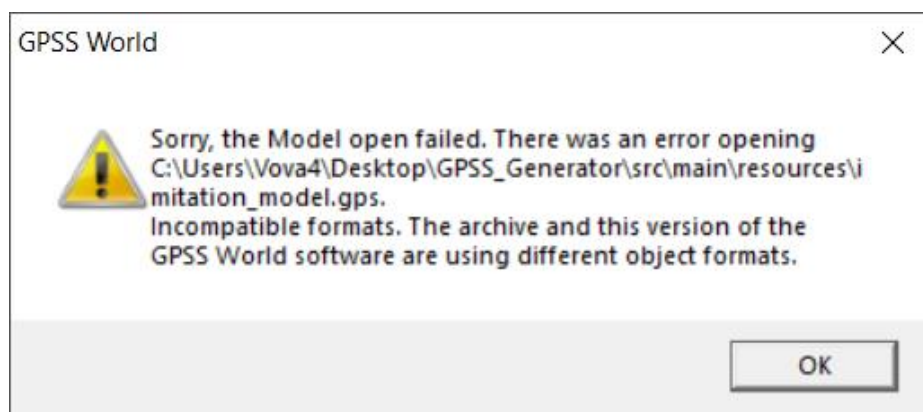 GPSS World
Sorry, the Model open failed. There was an error opening
C:\Users\Vova4\Desktop\GPSS_Generator\src\main\resources\i
mitation_model.gps.
Incompatible formats. The archive and this version of the
GPSS World software are using different object formats.
OK